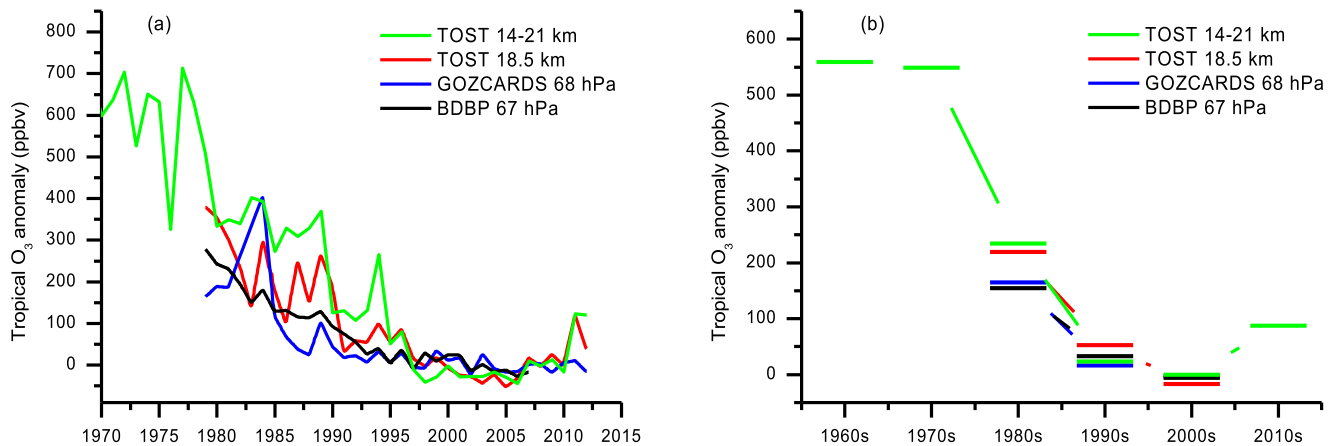 (a)
TOST 14-21 km
TOST 18.5 km
GOZCARDS 68 hPa
BDBP 67 hPa
Tropical O3 anomaly (ppbv)
800
700
600
500
400
300
200
100
0
1970 1975 1980 1985 1990 1995 2000 2005 2010 2015
(b)
TOST 14-21 km
TOST 18.5 km
GOZCARDS 68 hPa
BDBP 67 hPa
Tropical O3 anomaly (ppbv)
600
500
400
300
200
100
0
1960s 1970s 1980s 1990s 2000s 2010s